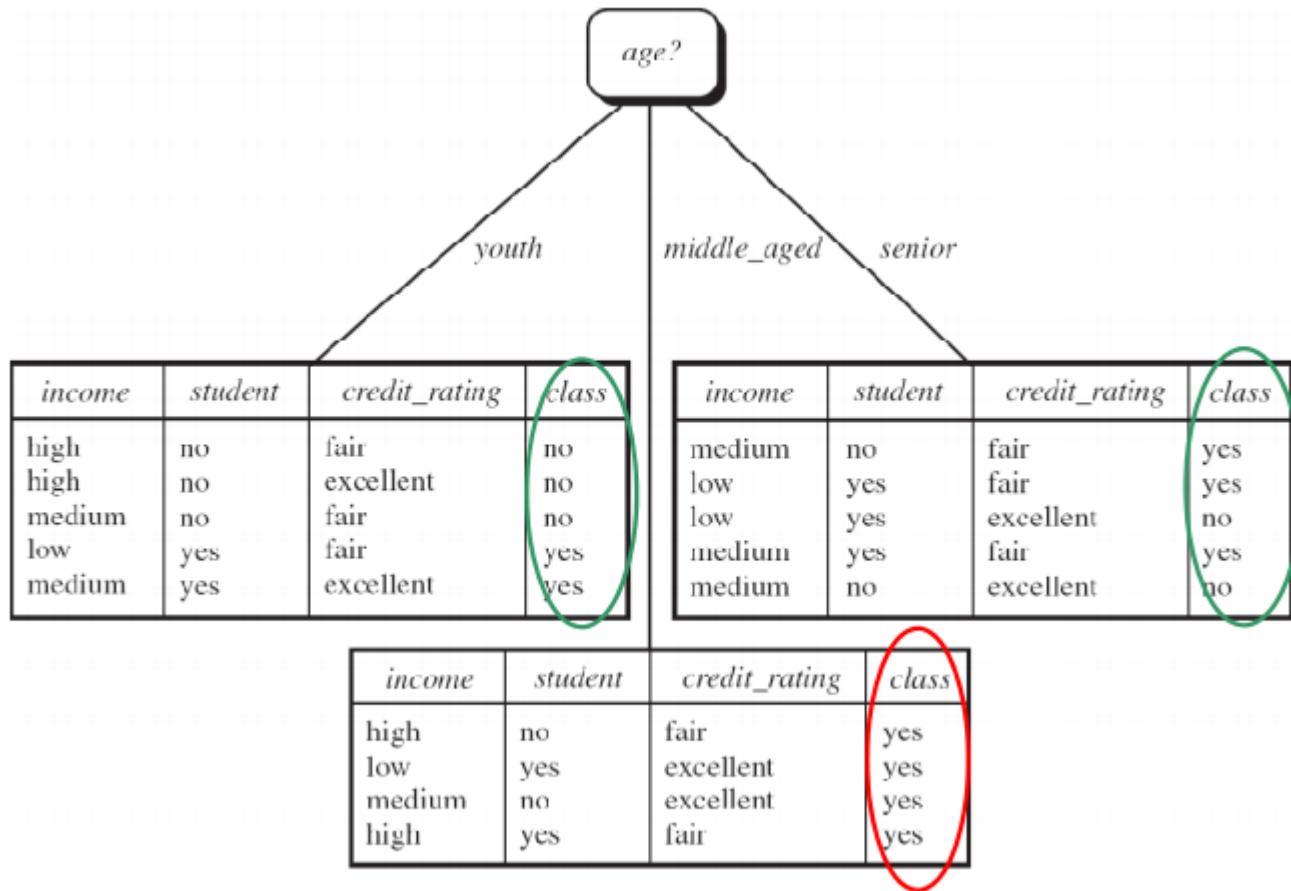 age?
youth
middle_aged
senior
income student credit_rating class
high no fair no
high no excellent no
medium no fair no
low yes fair yes
medium yes excellent yes
income student credit_rating class
medium no fair yes
low yes fair yes
low yes excellent no
medium yes fair yes
medium no excellent no
income student credit_rating class
high no fair yes
low yes excellent yes
medium no excellent yes
high yes fair yes